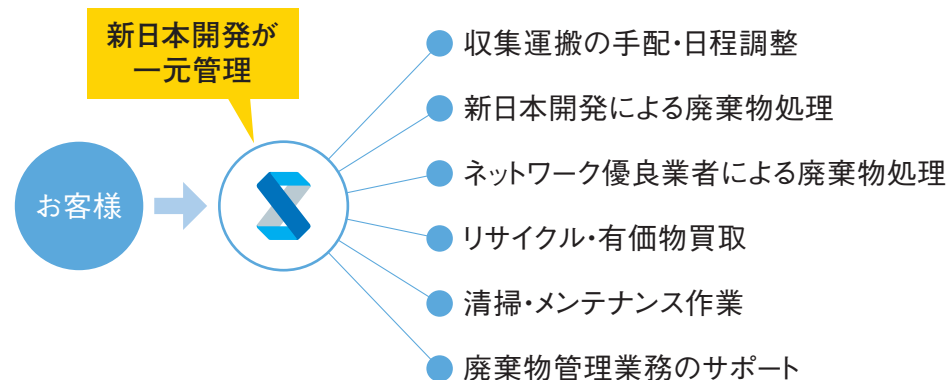 新日本開発が
一元管理
お客様
収集運搬の手配・日程調整
新日本開発による廃棄物処理
ネットワーク優良業者による廃棄物処理
リサイクル・有価物買取
清掃・メンテナンス作業
廃棄物管理業務のサポート